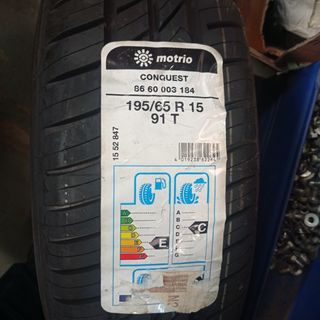 motrio
CONQUEST
86 60 003 184
195/65 R 15
91 T
15 52 847
A
B
C
D
E
F
G
E
C